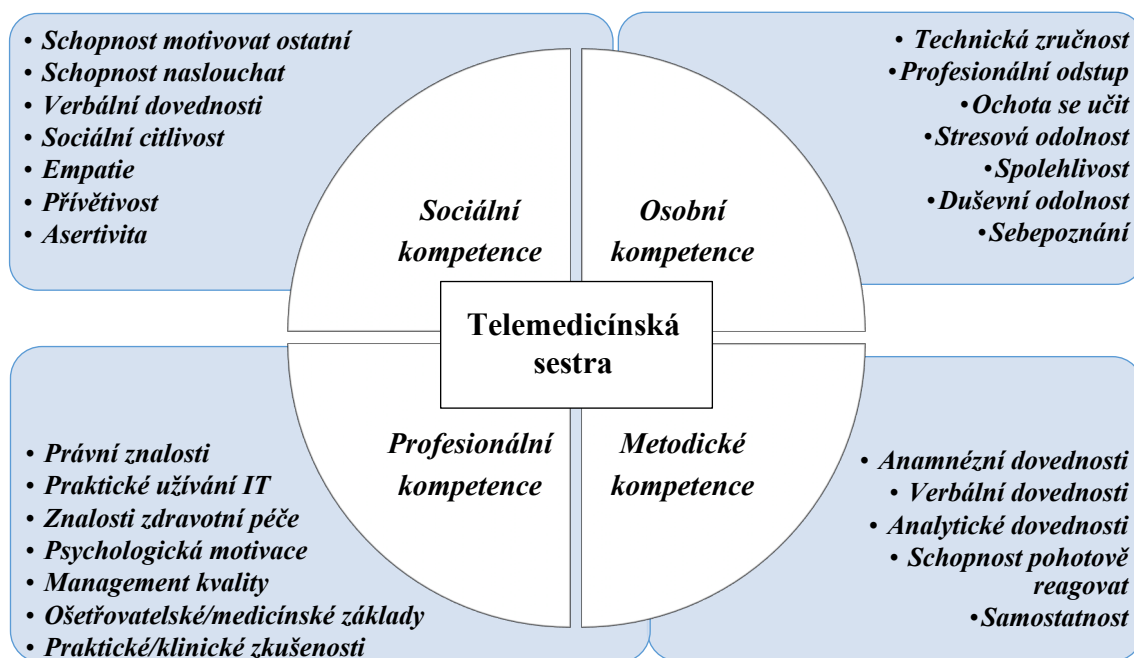 • Schopnost motivovat ostatní
• Schopnost naslouchat
• Verbální dovednosti
• Sociální citlivost
• Empatie
• Přívětivost
• Asertivita
• Technická zručnost
• Profesionální odstup
• Ochota se učit
• Stresová odolnost
• Spolehlivost
• Duševní odolnost
• Sebepoznání
Sociální
kompetence
Osobní
kompetence
Telemedicínská
sestra
Profesionální
kompetence
Metodické
kompetence
• Právní znalosti
• Praktické užívání IT
• Znalosti zdravotní péče
• Psychologická motivace
• Management kvality
• Ošetřovatelské/medicínské základy
• Praktické/klinické zkušenosti
• Anamnézní dovednosti
• Verbální dovednosti
• Analytické dovednosti
• Schopnost pohotově
reagovat
• Samostatnost